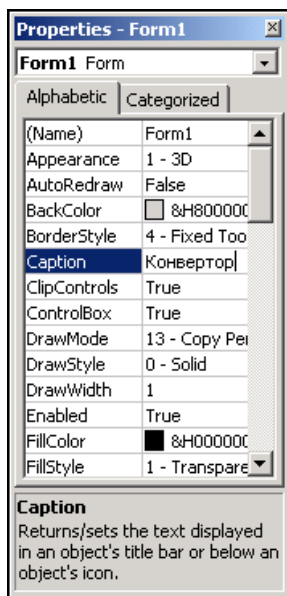 Properties - Form1
Form1 Form
Alphabetic Categorized
(Name) Form1
Appearance 1 - 3D
AutoRedraw False
BackColor &H800000
BorderStyle 4 - Fixed Too
Caption Конвертор
ClipControls True
ControlBox True
DrawMode 13 - Copy Pe
DrawStyle 0 - Solid
DrawWidth 1
Enabled True
FillColor &H000000
FillStyle 1 - Transpare
Caption
Returns/sets the text displayed
in an object's title bar or below an
object's icon.